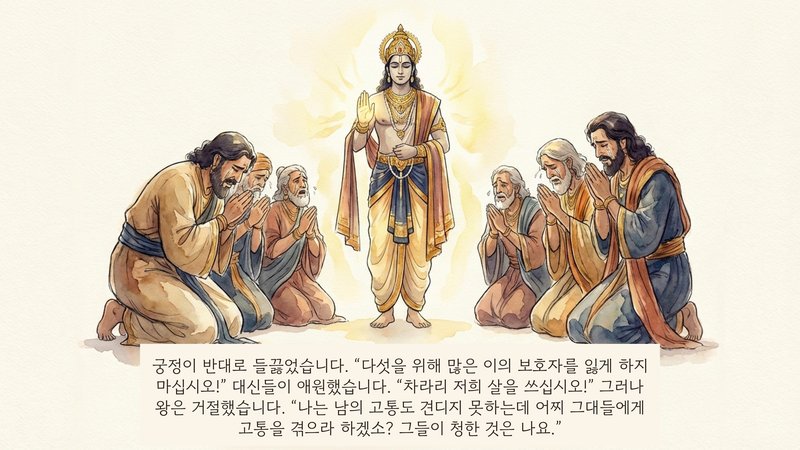 궁정이 반대로 들끓었습니다. “다섯을 위해 많은 이의 보호자를 잃게 하지
마십시오!” 대신들이 애원했습니다. “차라리 저희 살을 쓰십시오!” 그러나
왕은 거절했습니다. “나는 남의 고통도 견디지 못하는데 어찌 그대들에게
고통을 겪으라 하겠소? 그들이 청한 것은 나요.”